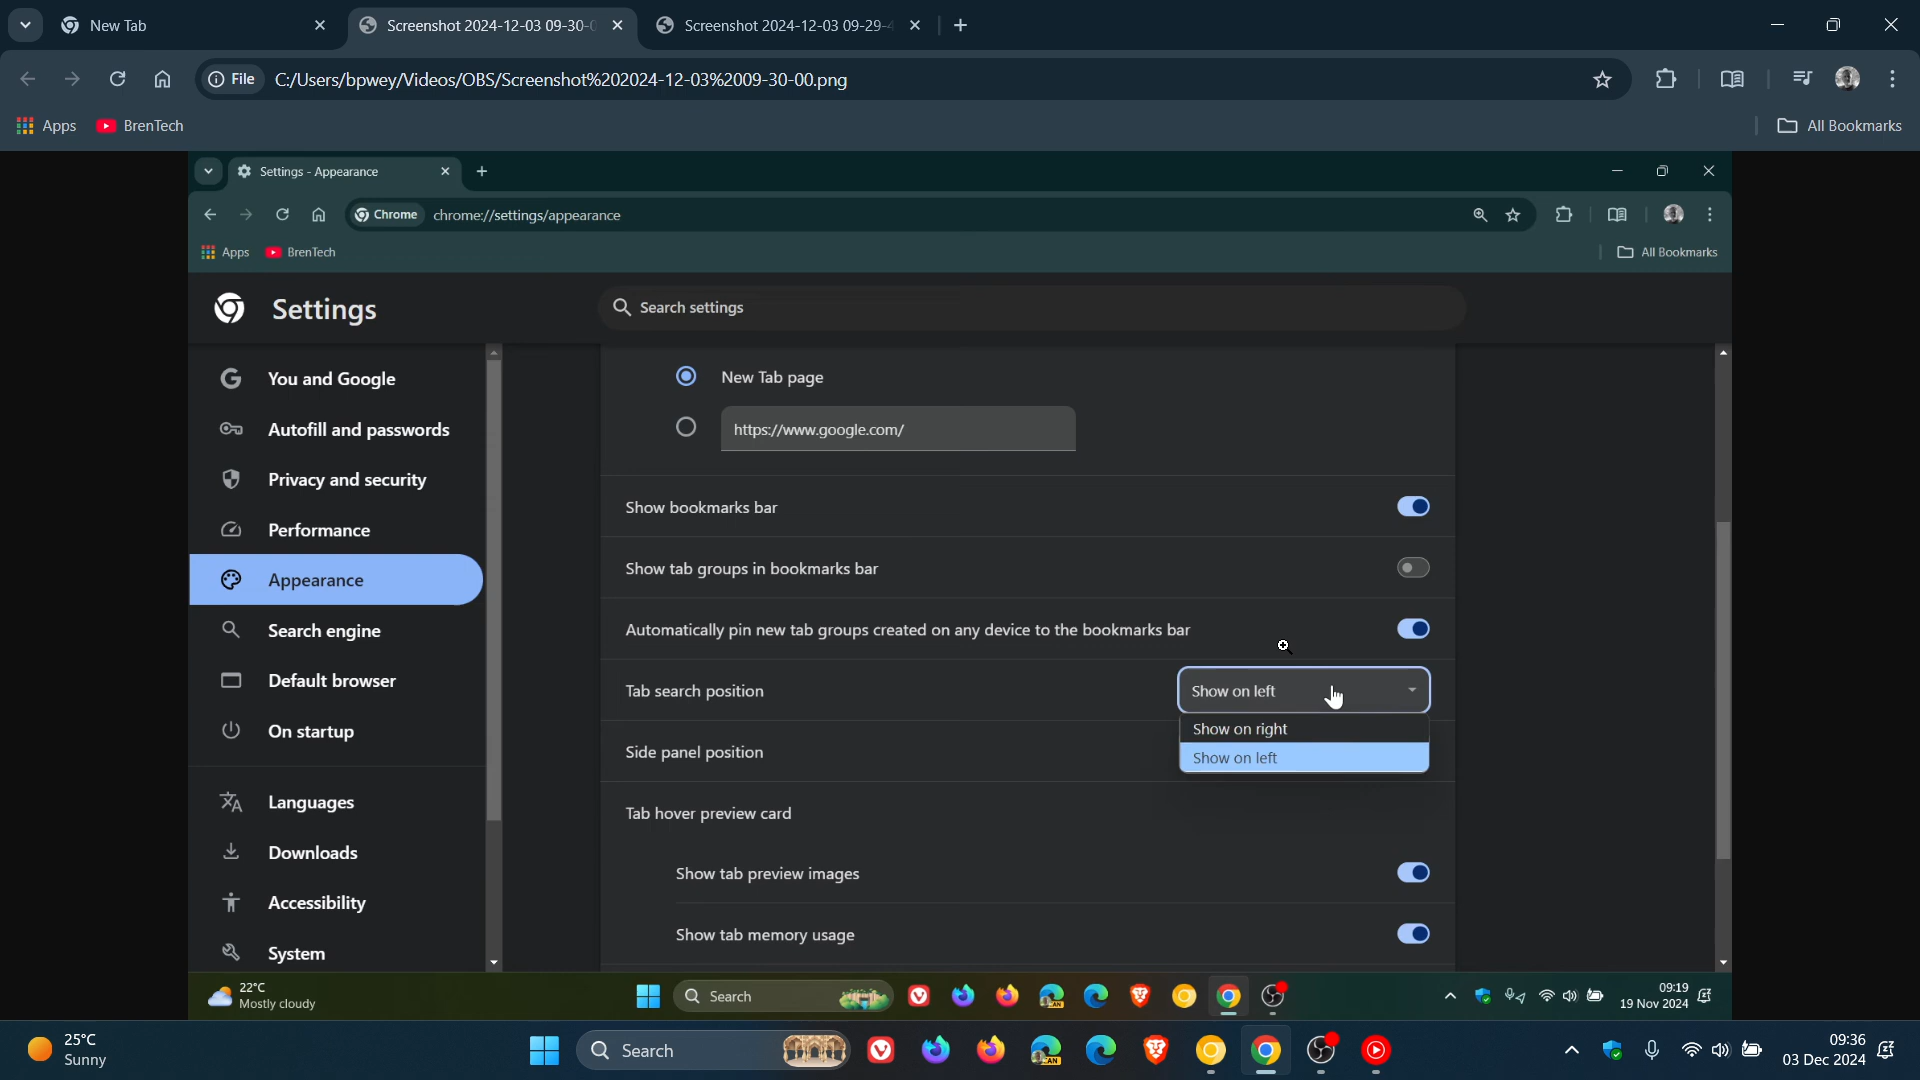 New Tab
Screenshot 2024-12-03 09-30-0
Screenshot 2024-12-03 09-29-4
File C:/Users/bpwey/Videos/OBS/Screenshot%202024-12-03%2009-30-00.png
Apps BrenTech All Bookmarks
Settings - Appearance
Chrome chrome://settings/appearance
Apps BrenTech All Bookmarks
Settings
Search settings
You and Google
Autofill and passwords
Privacy and security
Performance
Appearance
Search engine
Default browser
On startup
Languages
Downloads
Accessibility
System
New Tab page
https://www.google.com/
Show bookmarks bar
Show tab groups in bookmarks bar
Automatically pin new tab groups created on any device to the bookmarks bar
Tab search position
Show on left
Show on right
Show on left
Side panel position
Tab hover preview card
Show tab preview images
Show tab memory usage
22°C
Mostly cloudy
Search
CAN
09:19
19 Nov 2024
25°C
Sunny
Search
CAN
09:36
03 Dec 2024